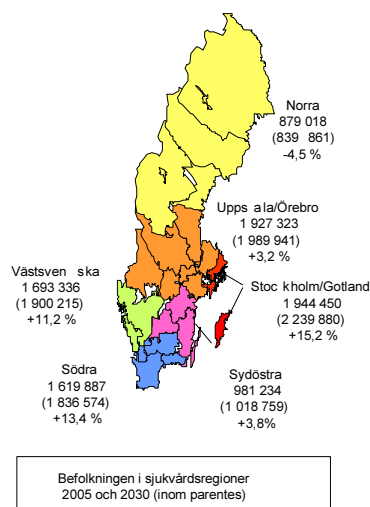 Norra
879 018
(839 861)
-4,5 %
Upps ala/Örebro
1 927 323
(1 989 941)
+3,2 %
Västsven ska
1 693 336
(1 900 215)
+11,2 %
Stoc kholm/Gotland
1 944 450
(2 239 880)
+15,2 %
Södra
1 619 887
(1 836 574)
+13,4 %
Sydöstra
981 234
(1 018 759)
+3,8%
Befolkningen i sjukvårdsregioner
2005 och 2030 (inom parentes)